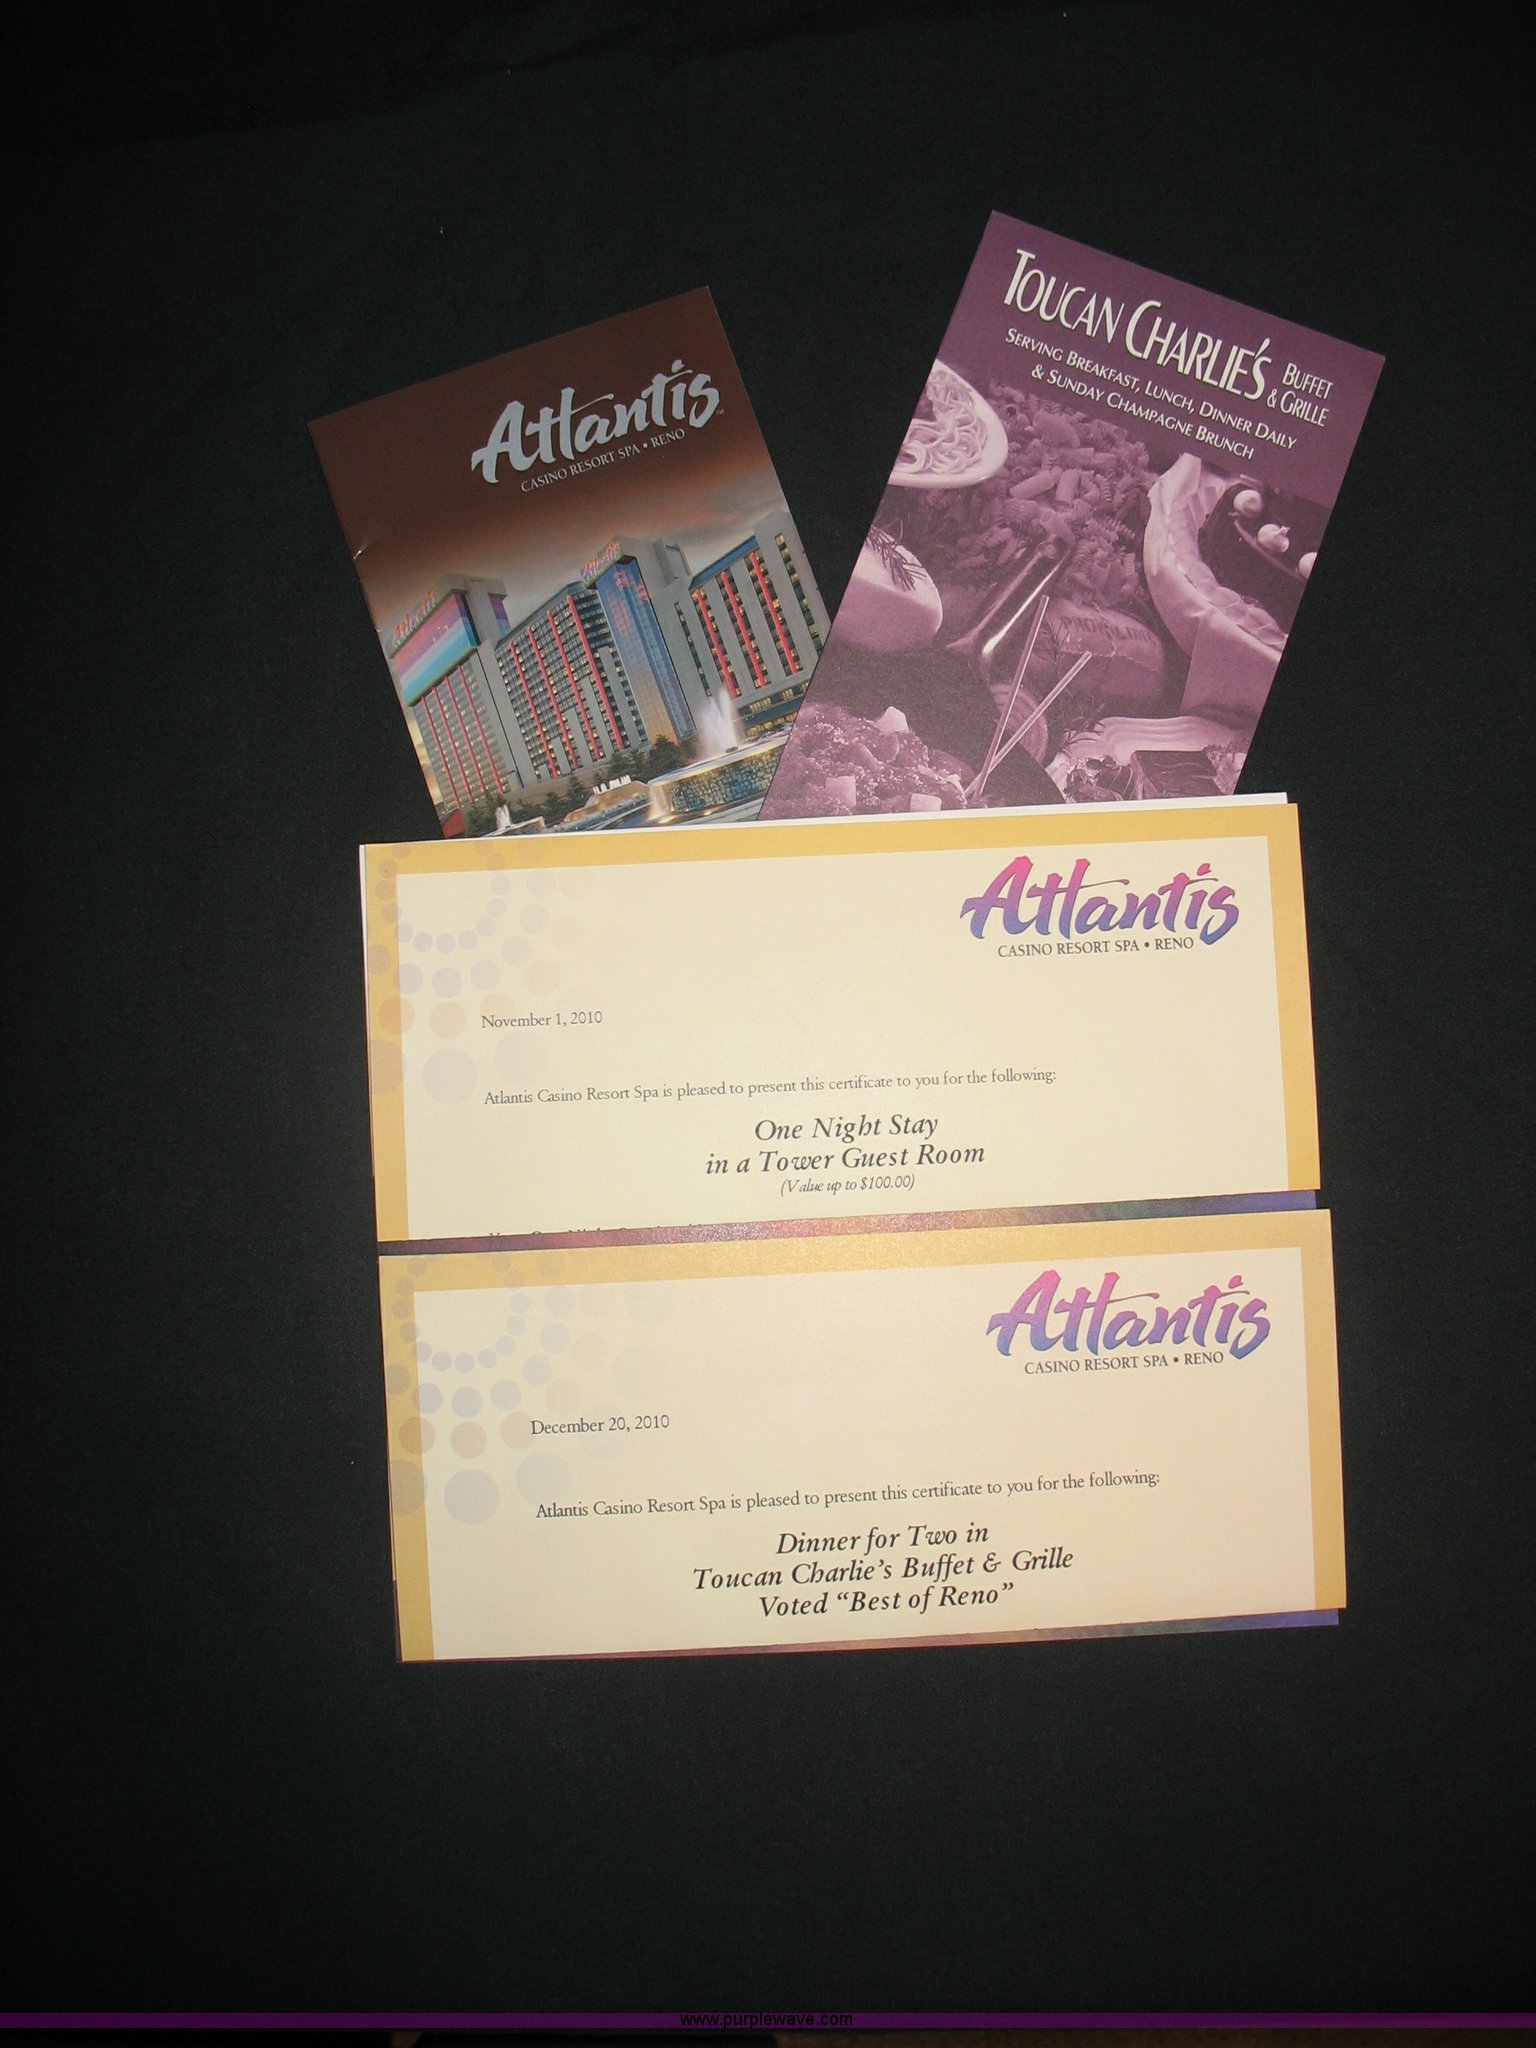 Atlantis™
CASINO RESORT SPA • RENO
Atlantis
TOUCAN CHARLIE'S BUFFET & GRILLE
SERVING BREAKFAST, LUNCH, DINNER DAILY
& SUNDAY CHAMPAGNE BRUNCH
Atlantis
CASINO RESORT SPA • RENO
November 1, 2010
Atlantis Casino Resort Spa is pleased to present this certificate to you for the following:
One Night Stay
in a Tower Guest Room
(Value up to $100.00)
Atlantis
CASINO RESORT SPA • RENO
December 20, 2010
Atlantis Casino Resort Spa is pleased to present this certificate to you for the following:
Dinner for Two in
Toucan Charlie's Buffet & Grille
Voted "Best of Reno"
www.purplewave.com